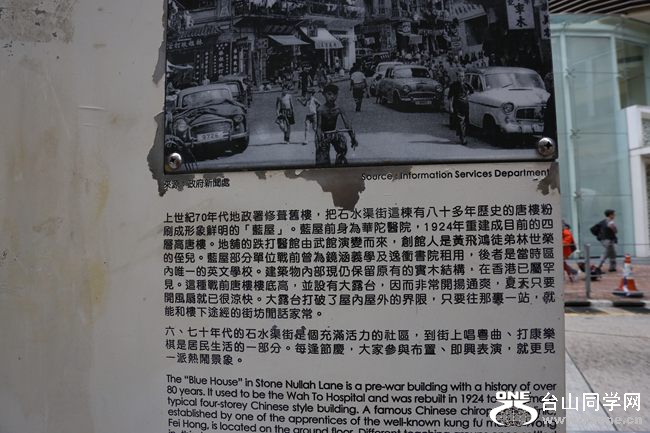 來源：政府新聞處
Source : Information Services Department
上世紀70年代地政署修葺舊樓，把石水渠街這棟有八十多年歷史的唐樓粉
刷成形象鮮明的「藍屋」。藍屋前身為華陀醫院，1924年重建成目前的四
層高唐樓。地舖的跌打醫館由武館演變而來，創館人是黃飛鴻徒弟林世榮
的侄兒。藍屋部分單位戰前曾為鏡涵義學及逸衝書院租用，後者是當時區
內唯一的英文學校。建築物內部現仍保留原有的實木結構，在香港已屬罕
見。這種戰前唐樓樓底高，並設有大露台，因而非常開揚通爽，夏天只要
開風扇就已很涼快。大露台打破了屋內屋外的界限，只要往那裏一站，就
能和樓下途經的街坊閒話家常。
六、七十年代的石水渠街是個充滿活力的社區，到街上唱粵曲、打康樂
棋是居民生活的一部分。每逢節慶，大家參與布置、即興表演，就更見
一派熱鬧景象。
The "Blue House" in Stone Nullah Lane is a pre-war building with a history of over
80 years. It used to be the Wah To Hospital and was rebuilt in 1924 to
typical four-storey Chinese style building. A famous Chinese
established by one of the apprentices of the well-known kung fu
Fei Hong, is located on the ground floor.
9726
ONE
台山同学网